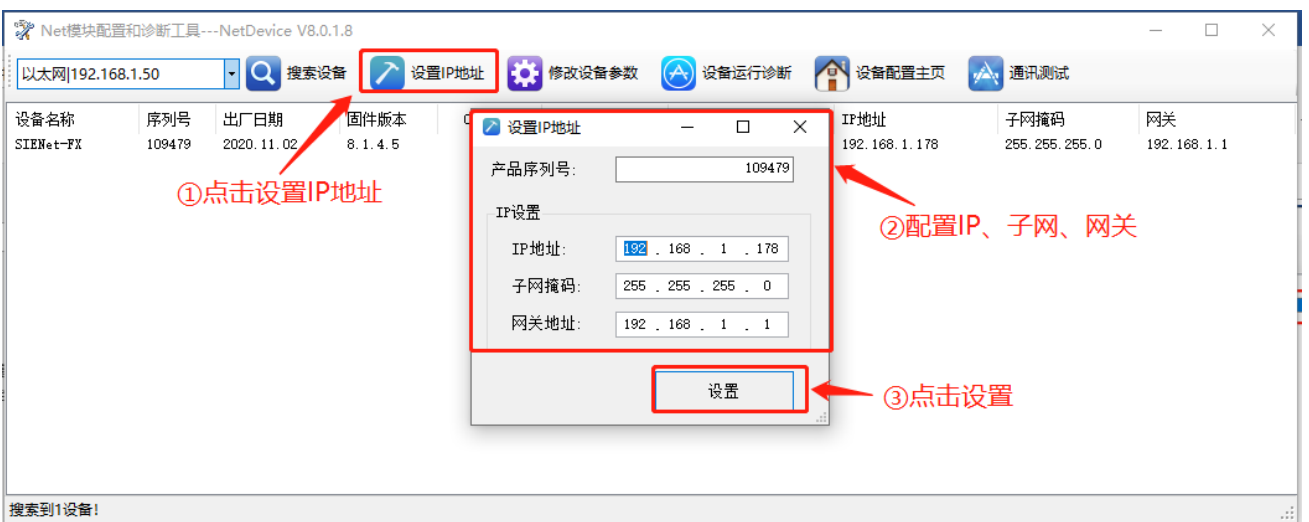 Net模块配置和诊断工具---NetDevice V8.0.1.8
以太网|192.168.1.50 搜索设备 设置IP地址 修改设备参数 设备运行诊断 设备配置主页 通讯测试
设备名称 序列号 出厂日期 固件版本 IP地址 子网掩码 网关
SIENet-FX 109479 2020.11.02 8.1.4.5 192.168.1.178 255.255.255.0 192.168.1.1
设置IP地址
产品序列号: 109479
①点击设置IP地址
IP设置
②配置IP、子网、网关
IP地址: 192 . 168 . 1 . 178
子网掩码: 255 . 255 . 255 . 0
网关地址: 192 . 168 . 1 . 1
设置
③点击设置
搜索到1设备!